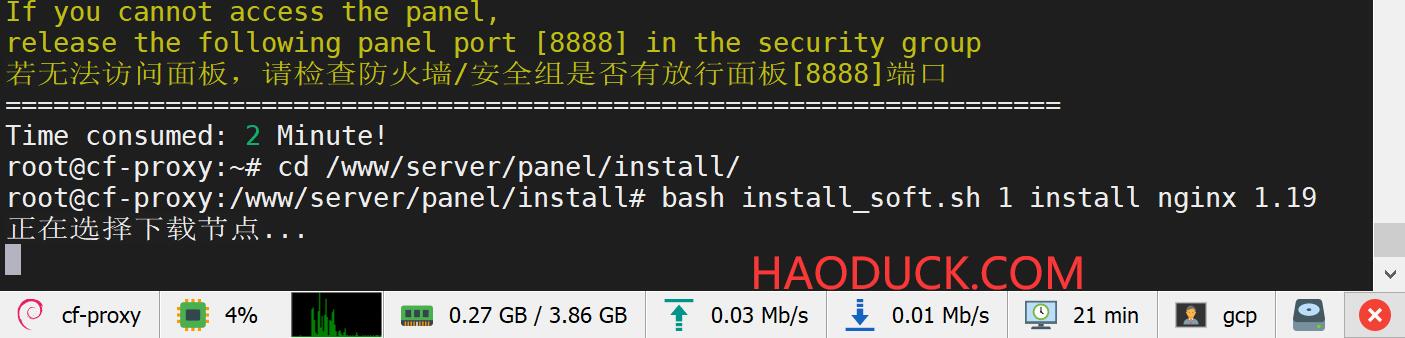 If you cannot access the panel,
release the following panel port [8888] in the security group
若无法访问面板，请检查防火墙/安全组是否有放行面板[8888]端口
==================================================================
Time consumed: 2 Minute!
root@cf-proxy:~# cd /www/server/panel/install/
root@cf-proxy:/www/server/panel/install# bash install_soft.sh 1 install nginx 1.19
正在选择下载节点...
HAODUCK.COM
cf-proxy 4% 0.27 GB / 3.86 GB 0.03 Mb/s 0.01 Mb/s 21 min gcp